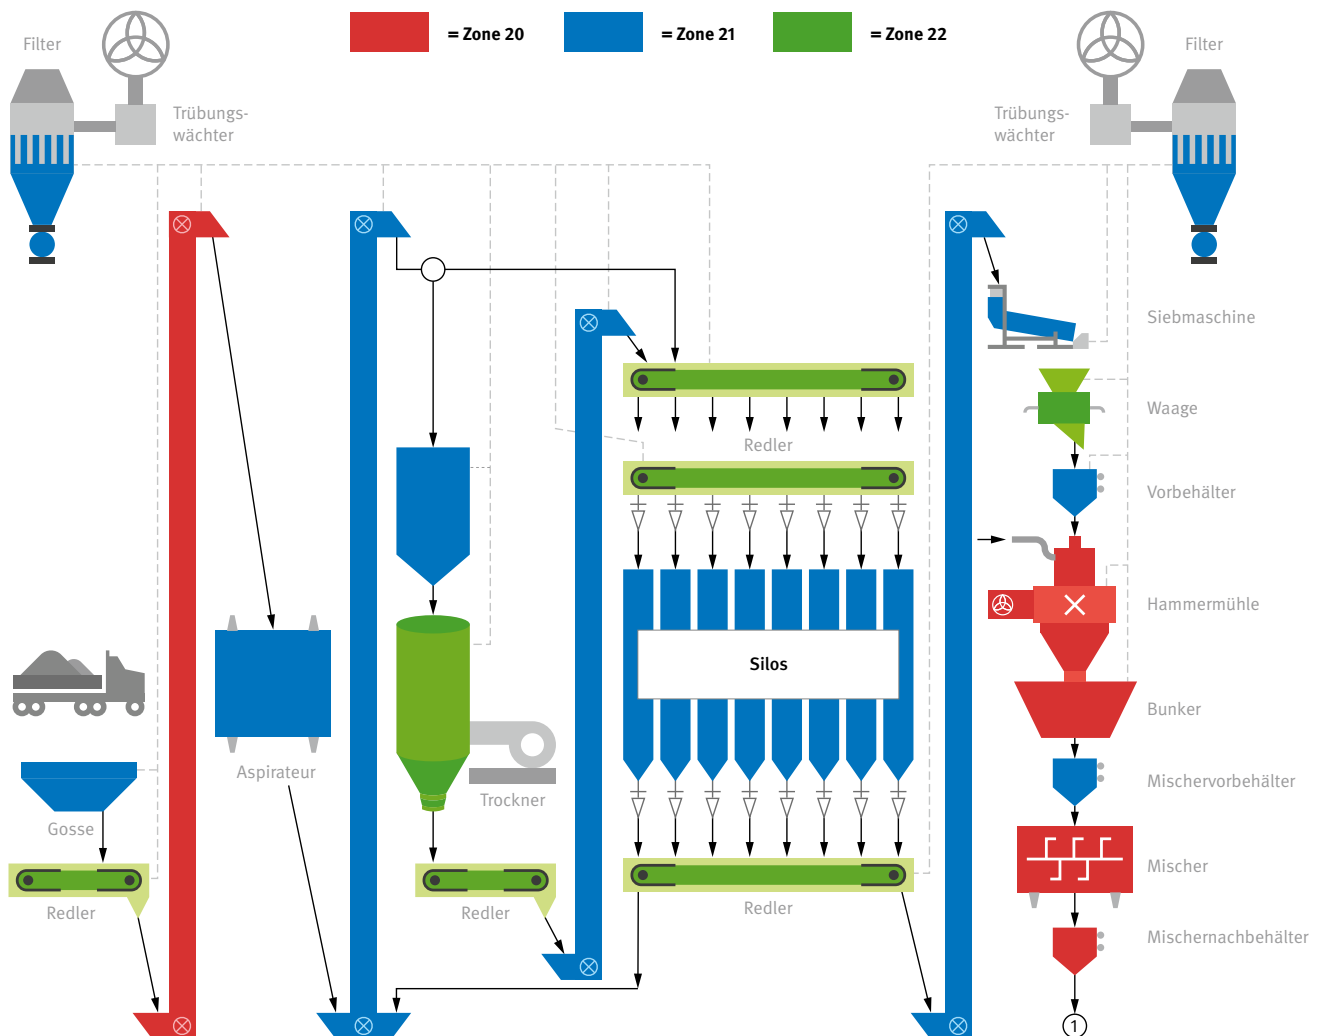 = Zone 20
= Zone 21
= Zone 22
Filter
Trübungs-
wächter
Filter
Trübungs-
wächter
Siebmaschine
Waage
Redler
Vorbehälter
Hammermühle
Silos
Bunker
Aspirateur
Mischervorbehälter
Trockner
Gosse
Mischer
Redler
Redler
Redler
Mischernachbehälter
1